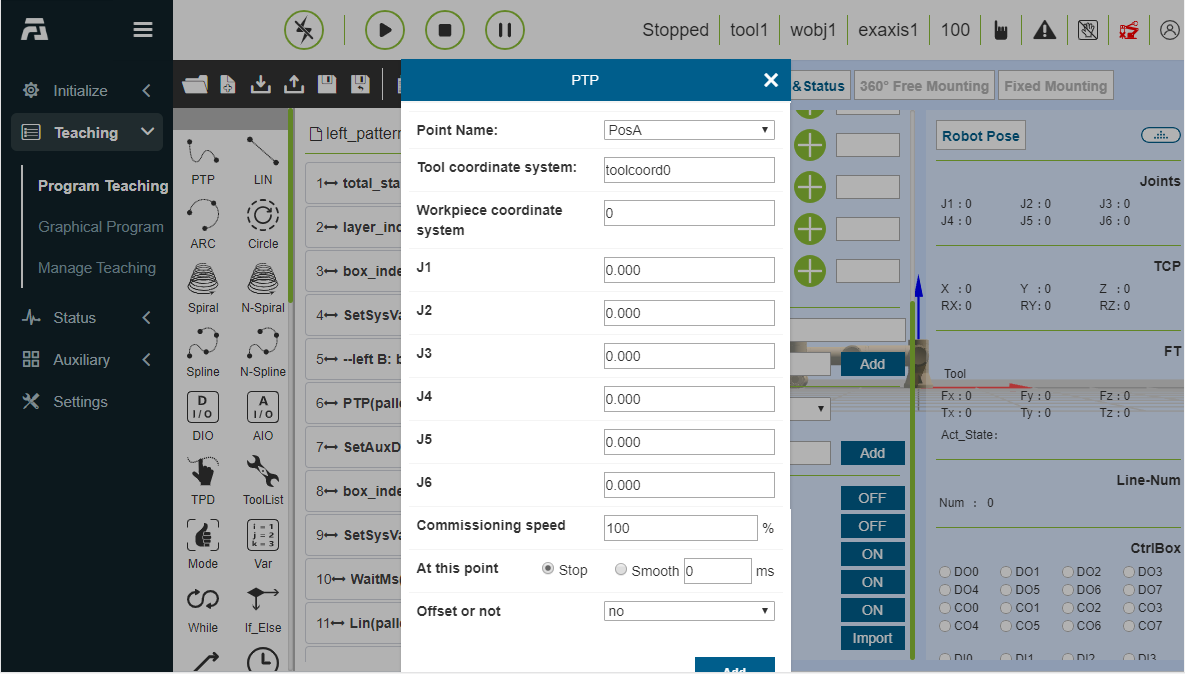 Stopped
tool1
wobj1
exaxis1
100
Initialize
Teaching
Program Teaching
Graphical Program
Manage Teaching
Status
Auxiliary
Settings
PTP
LIN
ARC
Circle
Spiral
N-Spiral
Spline
N-Spline
D
I/O
A
I/O
DIO
AIO
TPD
ToolList
i = 1
j = 2
k = 3
Mode
Var
While
If_Else
left_pattern
1 total_sta
2 layer_ind
3 box_inde
4 SetSysVa
5 --left B: b
6 PTP(palle
7 SetAuxD
8 box_inde
9 SetSysVa
10 WaitMs(
11 Lin(palle
PTP
Point Name: PosA
Tool coordinate system: toolcoord0
Workpiece coordinate
system
0
J1 0.000
J2 0.000
J3 0.000
J4 0.000
J5 0.000
J6 0.000
Commissioning speed 100 %
At this point Stop Smooth 0 ms
Offset or not no
Add
&Status
360° Free Mounting
Fixed Mounting
Add
Add
OFF
OFF
ON
ON
ON
Import
Robot Pose
Joints
J1 : 0 J2 : 0 J3 : 0
J4 : 0 J5 : 0 J6 : 0
TCP
X : 0 Y : 0 Z : 0
RX: 0 RY: 0 RZ: 0
FT
Tool
Fx : 0 Fy : 0 Fz : 0
Tx : 0 Ty : 0 Tz : 0
Act_State:
Line-Num
Num : 0
CtrlBox
DO0 DO1 DO2 DO3
DO4 DO5 DO6 DO7
CO0 CO1 CO2 CO3
CO4 CO5 CO6 CO7
DI0 DI1 DI2 DI3